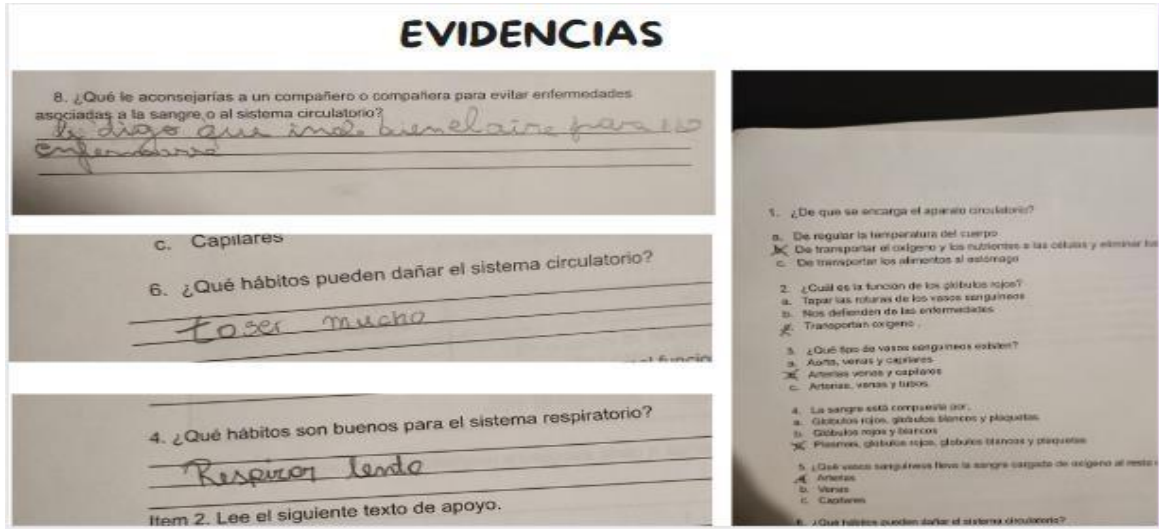 EVIDENCIAS
8. ¿Qué le aconsejarías a un compañero o compañera para evitar enfermedades
asociadas a la sangre o al sistema circulatorio?
le digo que inale bien el aire para no
enfermarse
c. Capilares
6. ¿Qué hábitos pueden dañar el sistema circulatorio?
toser mucho
4. ¿Qué hábitos son buenos para el sistema respiratorio?
Respirar lento
Item 2. Lee el siguiente texto de apoyo.
1. ¿De que se encarga el aparato circulatorio?
a. De regular la temperatura del cuerpo
De transportar el oxígeno y los nutrientes a las células y eliminar los
c. De transportar los alimentos al estómago
2. ¿Cuál es la función de los glóbulos rojos?
a. Tapar las roturas de los vasos sanguíneos
b. Nos defienden de las enfermedades
Transportan oxígeno .
3. ¿Qué tipo de vasos sanguíneos existen?
a. Aorta, venas y capilares
Arterias venas y capilares
c. Arterias, venas y tubos.
4. La sangre está compuesta por:
a. Glóbulos rojos, glóbulos blancos y plaquetas.
b. Glóbulos rojos y blancos
Plasma, glóbulos rojos, glóbulos blancos y plaquetas
5. ¿Qué vasos sanguíneos lleva la sangre cargada de oxígeno al resto
Arterias
b. Venas
c. Capilares
6. ¿Qué hábitos pueden dañar el sistema circulatorio?